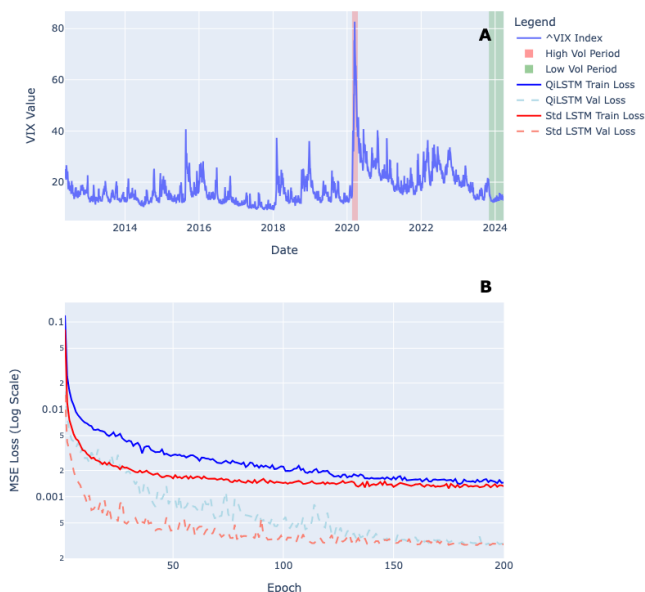 A
80
60
40
20
VIX Value
2014
2016
2018
2020
2022
2024
Date
Legend
^VIX Index
High Vol Period
Low Vol Period
QiLSTM Train Loss
QiLSTM Val Loss
Std LSTM Train Loss
Std LSTM Val Loss
B
0.1
5
2
0.01
5
2
0.001
5
2
MSE Loss (Log Scale)
50
100
150
200
Epoch